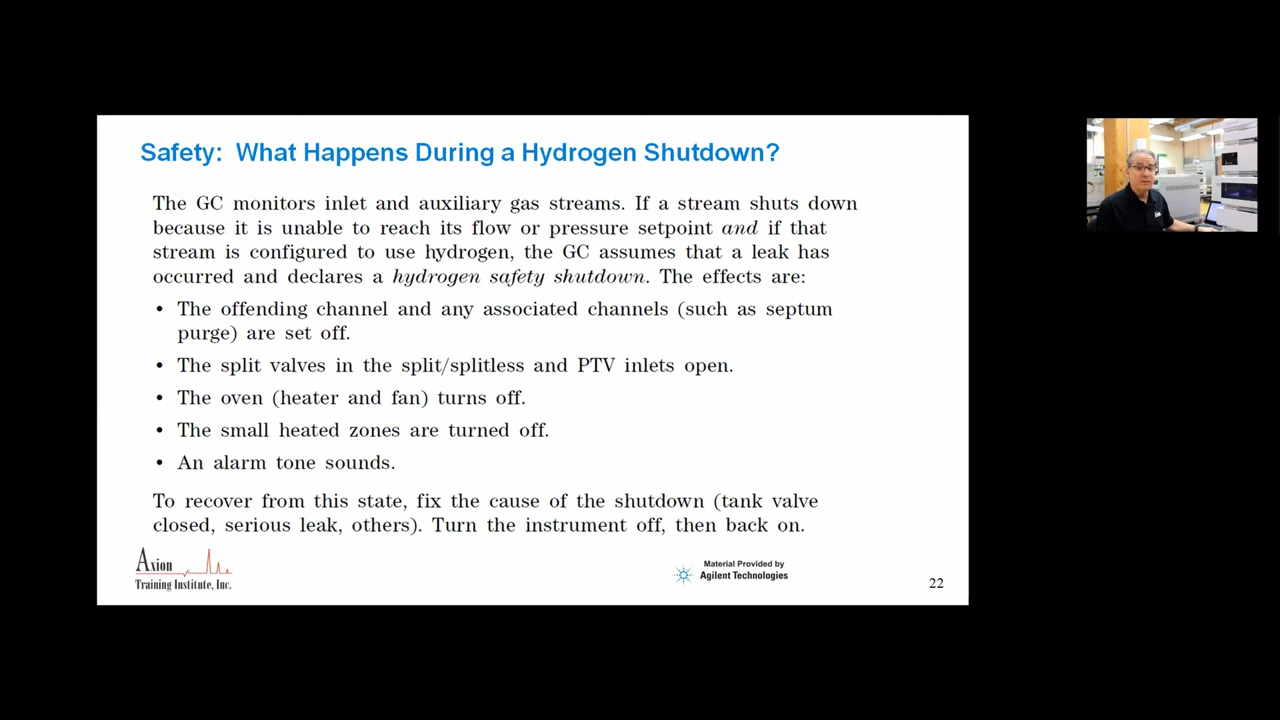 Safety: What Happens During a Hydrogen Shutdown?
The GC monitors inlet and auxiliary gas streams. If a stream shuts down
because it is unable to reach its flow or pressure setpoint and if that
stream is configured to use hydrogen, the GC assumes that a leak has
occurred and declares a hydrogen safety shutdown. The effects are:
• The offending channel and any associated channels (such as septum
purge) are set off.
• The split valves in the split/splitless and PTV inlets open.
• The oven (heater and fan) turns off.
• The small heated zones are turned off.
• An alarm tone sounds.
To recover from this state, fix the cause of the shutdown (tank valve
closed, serious leak, others). Turn the instrument off, then back on.
Axion
Training Institute, Inc.
Material Provided by
Agilent Technologies
22